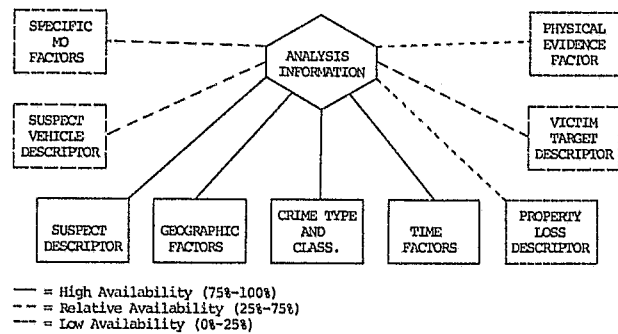 SPECIFIC
MO
FACTORS
ANALYSIS
INFORMATION
PHYSICAL
EVIDENCE
FACTOR
SUSPECT
VEHICLE
DESCRIPTOR
VICTIM
TARGET
DESCRIPTOR
SUSPECT
DESCRIPTOR
GEOGRAPHIC
FACTORS
CRIME TYPE
AND
CLASS.
TIME
FACTORS
PROPERTY
LOSS
DESCRIPTOR
= High Availability (75%-100%)
= Relative Availability (25%-75%)
= Low Availability (0%-25%)